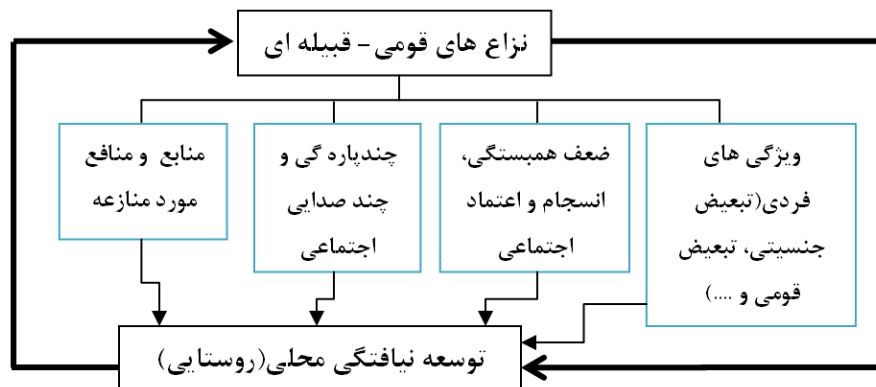 نزاع های قومی - قبیله ای
ویژگی های
فردی(تبعیض
جنسیتی، تبعیض
قومی و ....)
ضعف همبستگی،
انسجام و اعتماد
اجتماعی
چندپاره گی و
چند صدایی
اجتماعی
منابع و منافع
مورد منازعه
توسعه نیافتگی محلی(روستایی)